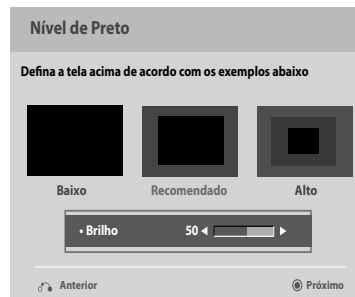 Nível de Preto
Defina a tela acima de acordo com os exemplos abaixo
Baixo Recomendado Alto
• Brilho 50
Anterior Próximo